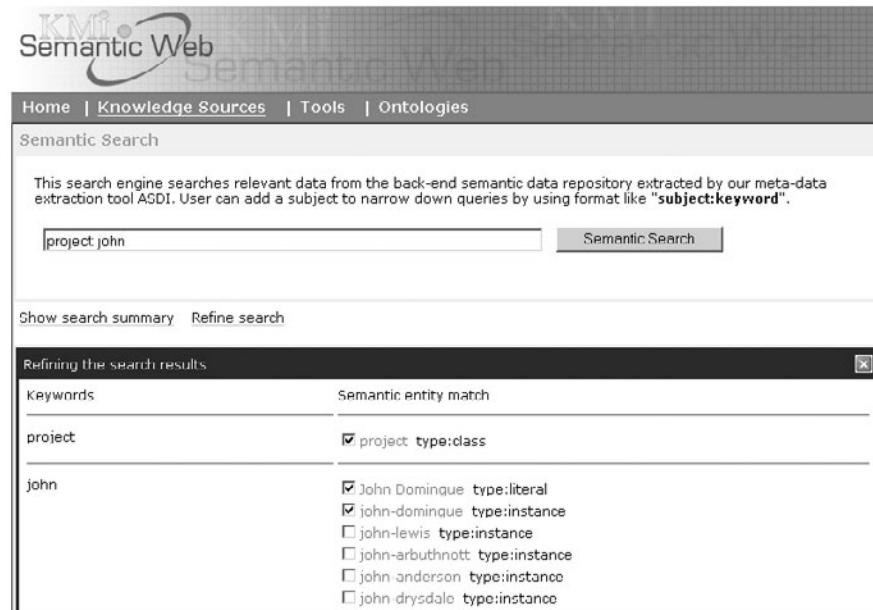 KMi
Semantic Web
Semantic Web
Home | Knowledge Sources | Tools | Ontologies
Semantic Search
This search engine searches relevant data from the back-end semantic data repository extracted by our meta-data
extraction tool ASDI. User can add a subject to narrow down queries by using format like "subject:keyword".
project:john
Semantic Search
Show search summary Refine search
Refining the search results
Keywords Semantic entity match
project project type:class
john John Domingue type:literal
john-domingue type:instance
john-lewis type:instance
john-arbuthnott type:instance
john-anderson type:instance
john-drysdale type:instance